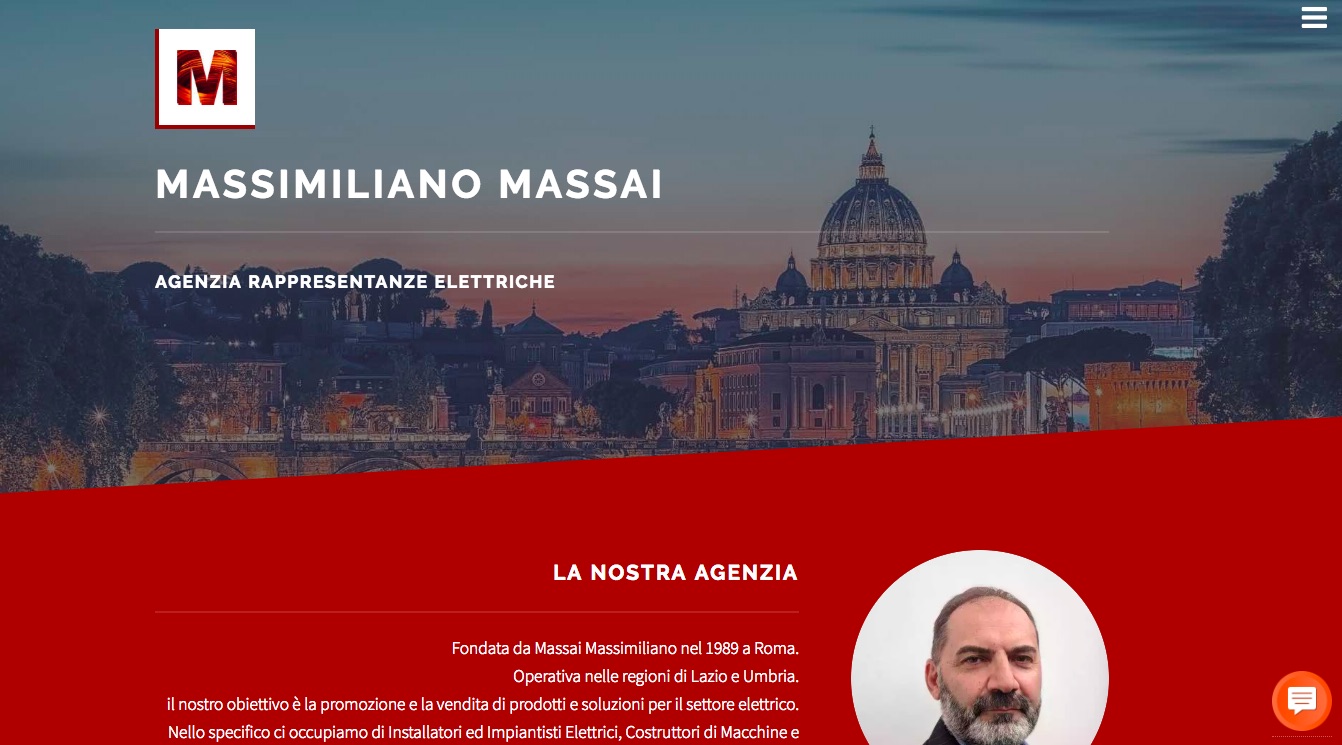 M
MASSIMILIANO MASSAI
AGENZIA RAPPRESENTANZE ELETTRICHE
LA NOSTRA AGENZIA
Fondata da Massai Massimiliano nel 1989 a Roma.
Operativa nelle regioni di Lazio e Umbria.
il nostro obiettivo è la promozione e la vendita di prodotti e soluzioni per il settore elettrico.
Nello specifico ci occupiamo di Installatori ed Impiantisti Elettrici, Costruttori di Macchine e